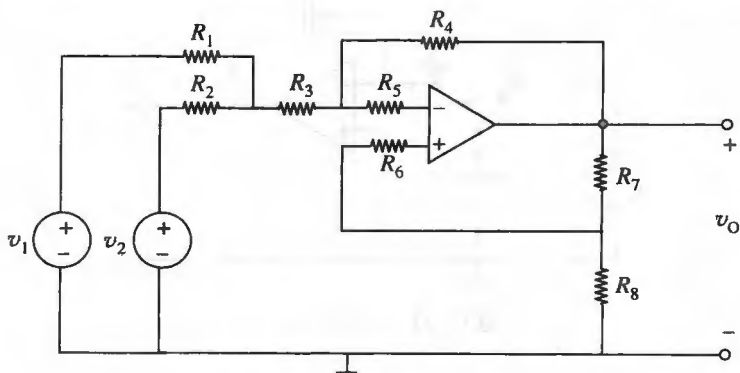 R4
R1
R2
R3
R5
−
+
R6
R7
+
v1
+
−
v2
+
−
vO
R8
−